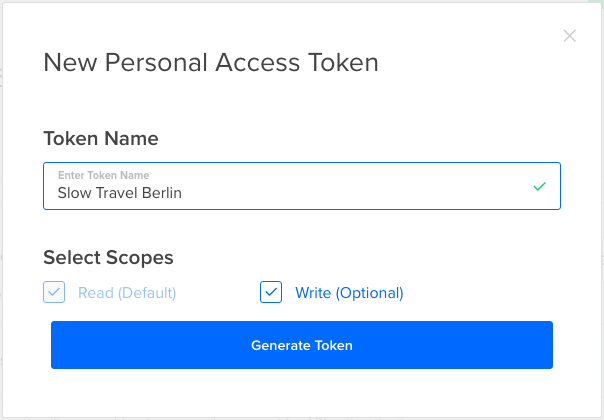 New Personal Access Token
Token Name
Enter Token Name
Slow Travel Berlin
Select Scopes
Read (Default) Write (Optional)
Generate Token